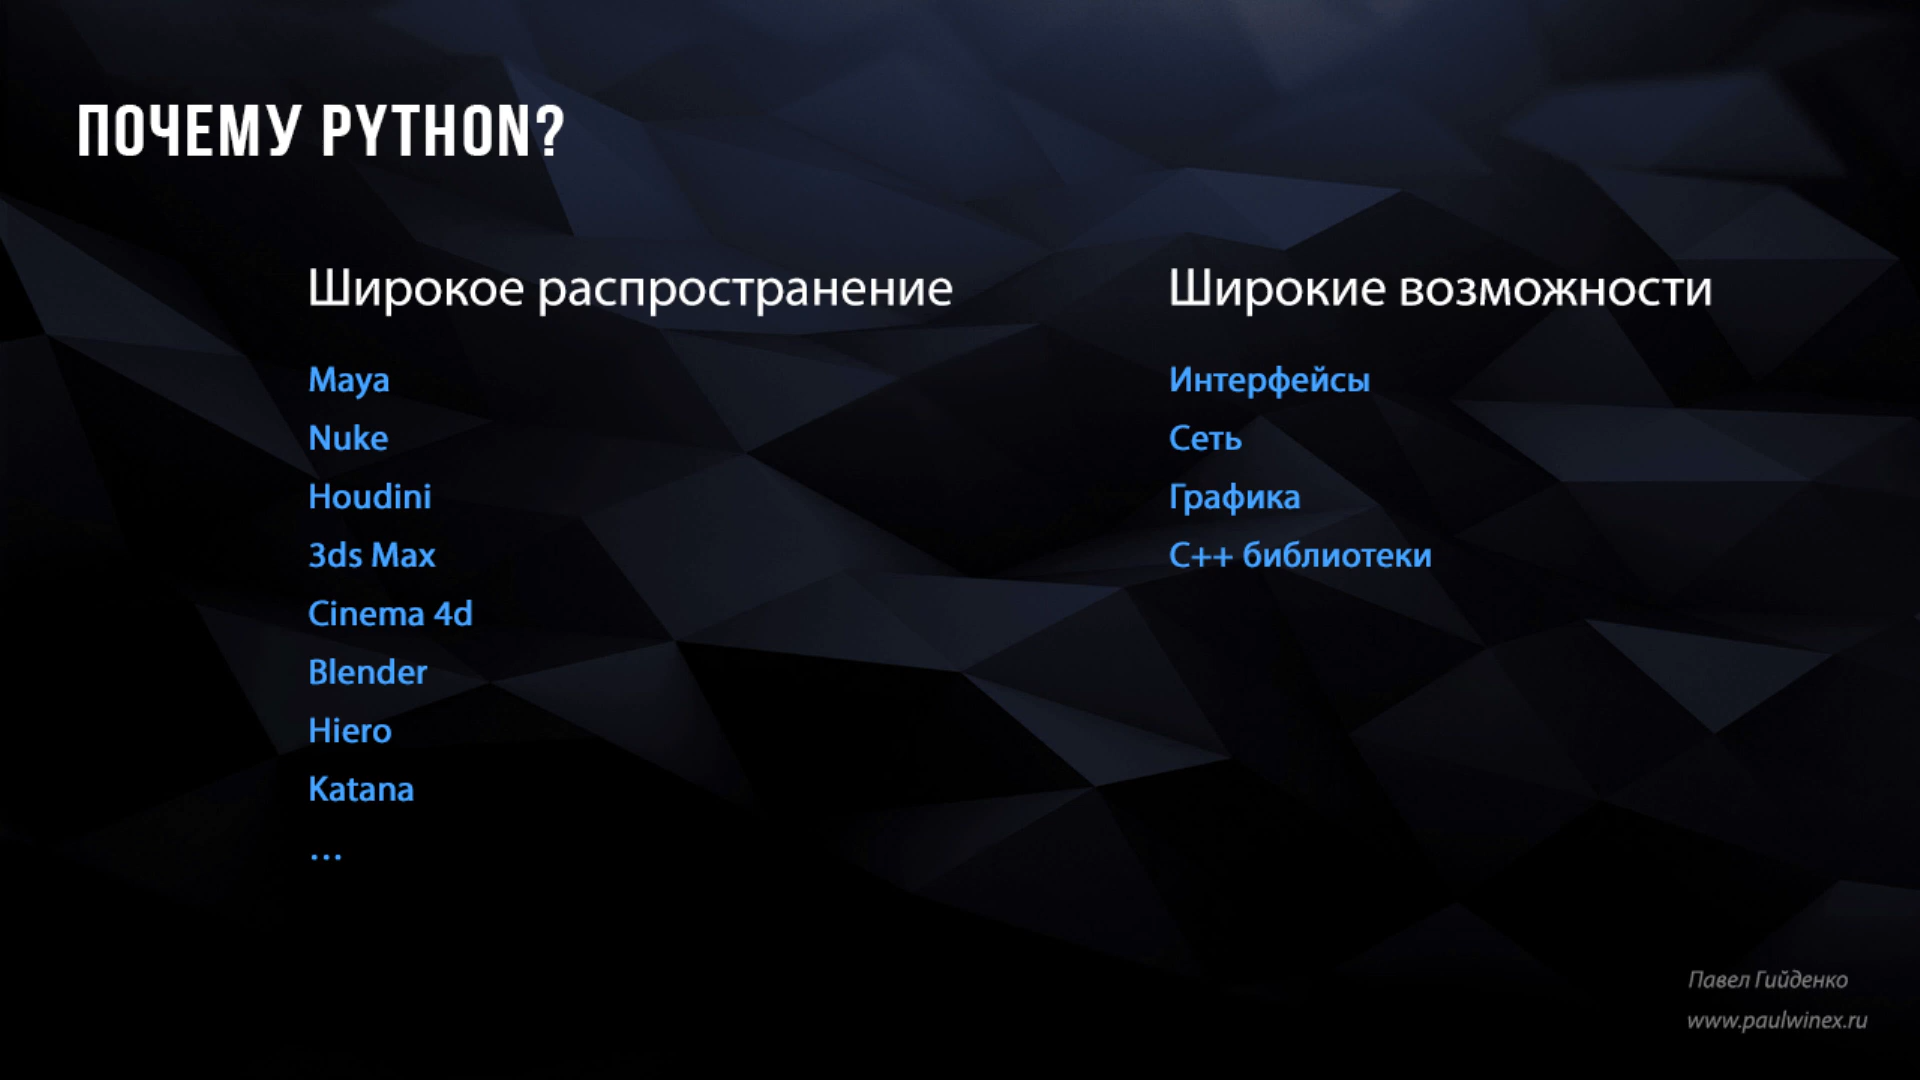 ПОЧЕМУ PYTHON?
Широкое распространение
Maya
Nuke
Houdini
3ds Max
Cinema 4d
Blender
Hiero
Katana
...
Широкие возможности
Интерфейсы
Сеть
Графика
C++ библиотеки
Павел Гийденко
www.paulwinex.ru